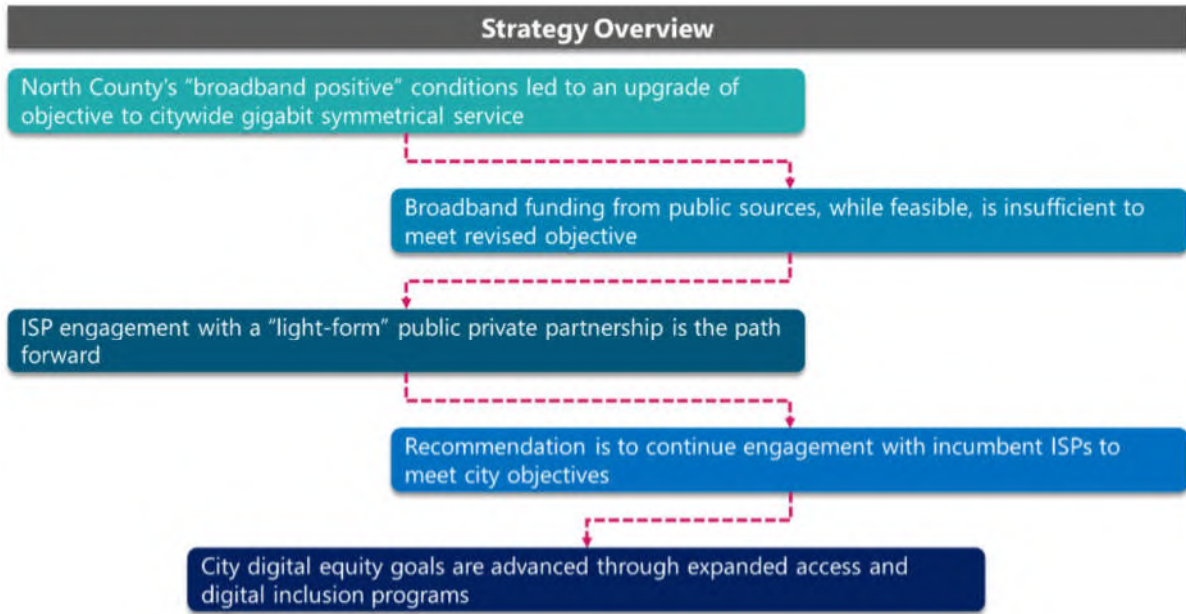 Strategy Overview
North County's "broadband positive" conditions led to an upgrade of
objective to citywide gigabit symmetrical service
Broadband funding from public sources, while feasible, is insufficient to
meet revised objective
ISP engagement with a "light-form" public private partnership is the path
forward
Recommendation is to continue engagement with incumbent ISPs to
meet city objectives
City digital equity goals are advanced through expanded access and
digital inclusion programs